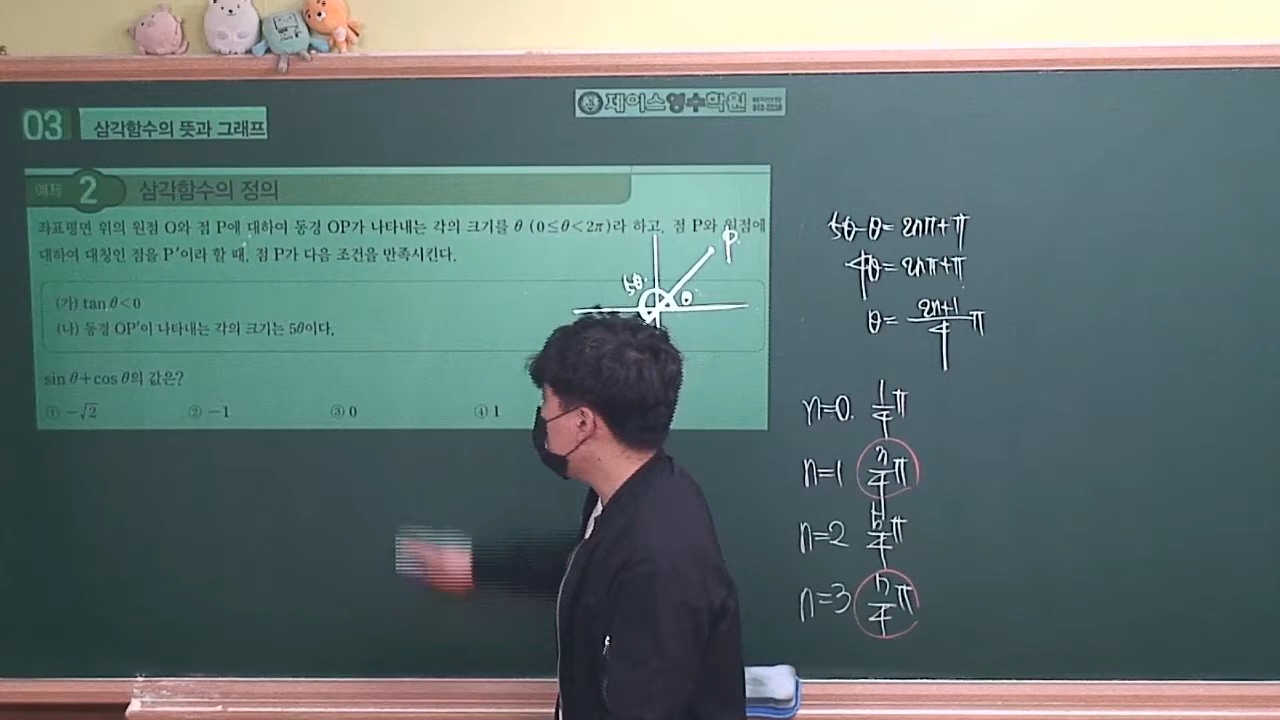 03 삼각함수의 뜻과 그래프
제이스영수학원
예제 2 삼각함수의 정의
좌표평면 위의 원점 O와 점 P에 대하여 동경 OP가 나타내는 각의 크기를 θ (0≤θ<2π)라 하고, 점 P와 원점에
대하여 대칭인 점을 P′이라 할 때, 점 P가 다음 조건을 만족시킨다.
(가) tan θ<0
(나) 동경 OP′이 나타내는 각의 크기는 5θ이다.
sin θ+cos θ의 값은?
① -√2 ② -1 ③ 0 ④ 1
P
5θ
θ
5θ-θ=2nπ+π
4θ=2nπ+π
θ=(2n+1)/4 π
n=0. 1/4 π
n=1 3/4 π
n=2 5/4 π
n=3 7/4 π